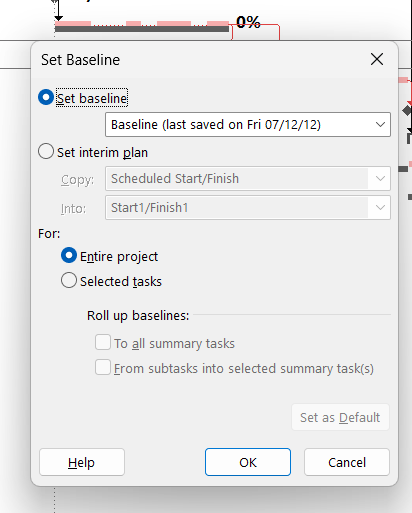 0%
Set Baseline
Set baseline
Baseline (last saved on Fri 07/12/12)
Set interim plan
Copy: Scheduled Start/Finish
Into: Start1/Finish1
For:
Entire project
Selected tasks
Roll up baselines:
To all summary tasks
From subtasks into selected summary task(s)
Set as Default
Help OK Cancel